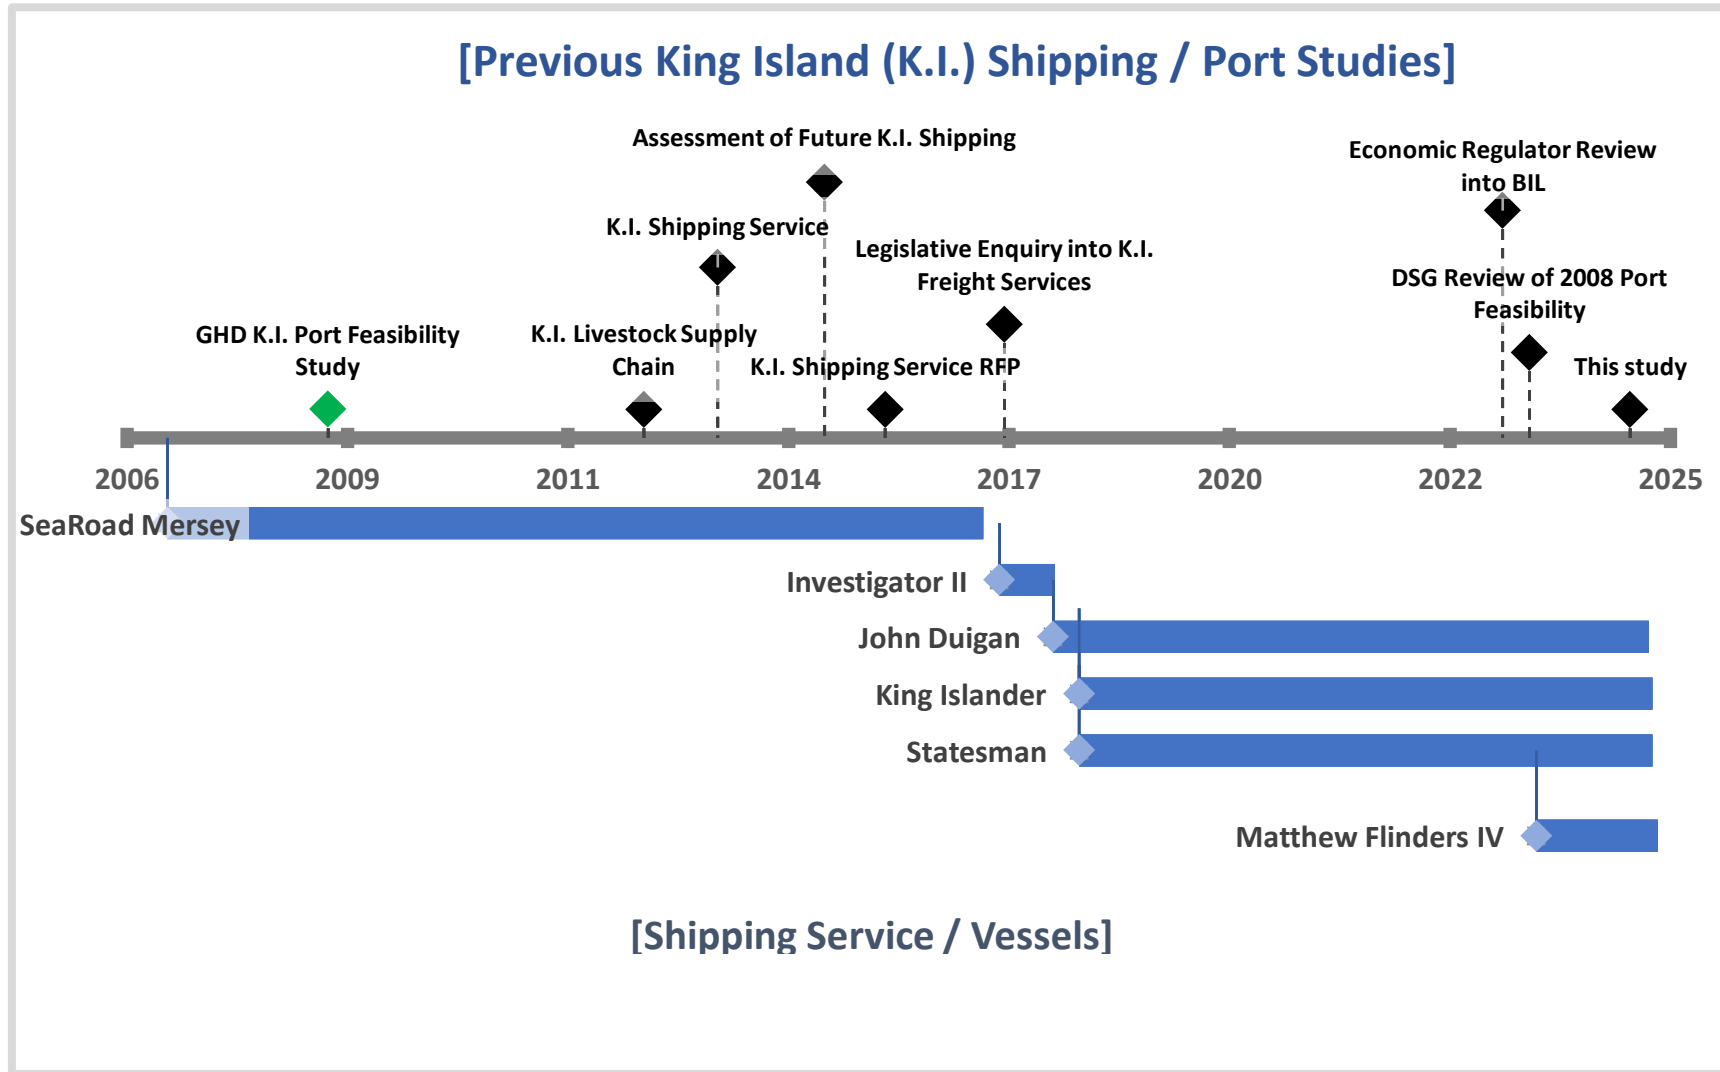 [Previous King Island (K.I.) Shipping / Port Studies]
Assessment of Future K.I. Shipping
Economic Regulator Review
into BIL
K.I. Shipping Service
Legislative Enquiry into K.I.
Freight Services
DSG Review of 2008 Port
Feasibility
GHD K.I. Port Feasibility
Study
K.I. Livestock Supply
Chain
K.I. Shipping Service RFP
This study
2006 2009 2011 2014 2017 2020 2022 2025
SeaRoad Mersey
Investigator II
John Duigan
King Islander
Statesman
Matthew Flinders IV
[Shipping Service / Vessels]